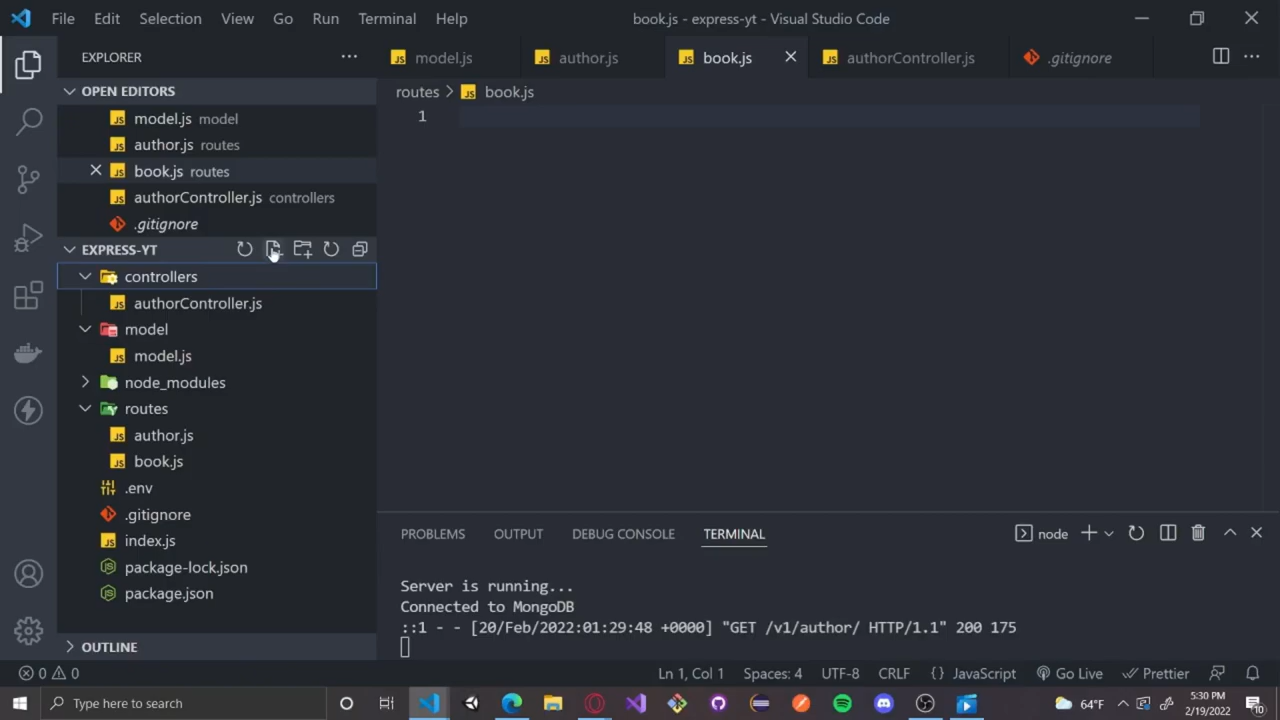 File Edit Selection View Go Run Terminal Help book.js - express-yt - Visual Studio Code
EXPLORER
model.js author.js book.js authorController.js .gitignore
OPEN EDITORS
routes > book.js
model.js model
author.js routes
book.js routes
authorController.js controllers
.gitignore
1
EXPRESS-YT
controllers
authorController.js
model
model.js
node_modules
routes
author.js
book.js
.env
.gitignore
index.js
package-lock.json
package.json
OUTLINE
PROBLEMS OUTPUT DEBUG CONSOLE TERMINAL node
Server is running...
Connected to MongoDB
::1 - - [20/Feb/2022:01:29:48 +0000] "GET /v1/author/ HTTP/1.1" 200 175
0 0 Ln 1, Col 1 Spaces: 4 UTF-8 CRLF {} JavaScript Go Live Prettier
Type here to search 64°F 5:30 PM
2/19/2022 10